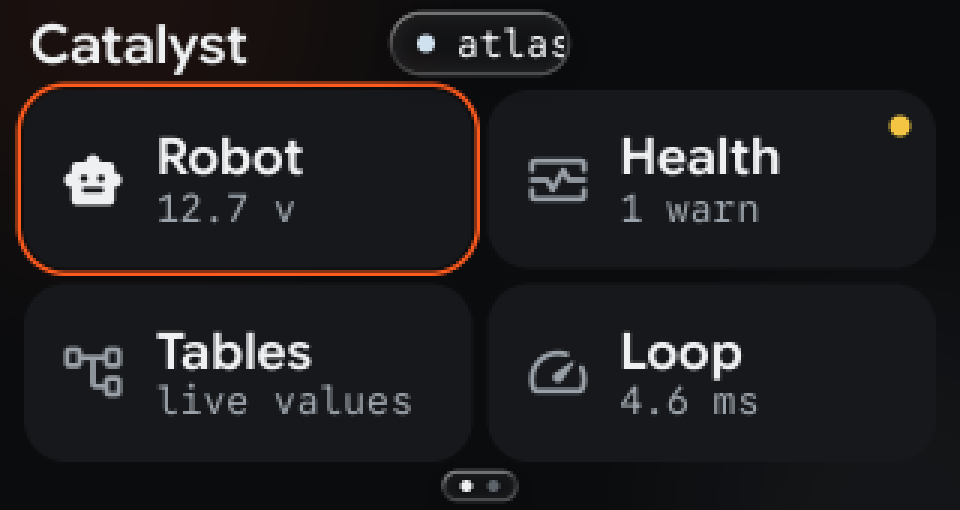 Catalyst
atlas
Robot
12.7 v
Health
1 warn
Tables
live values
Loop
4.6 ms